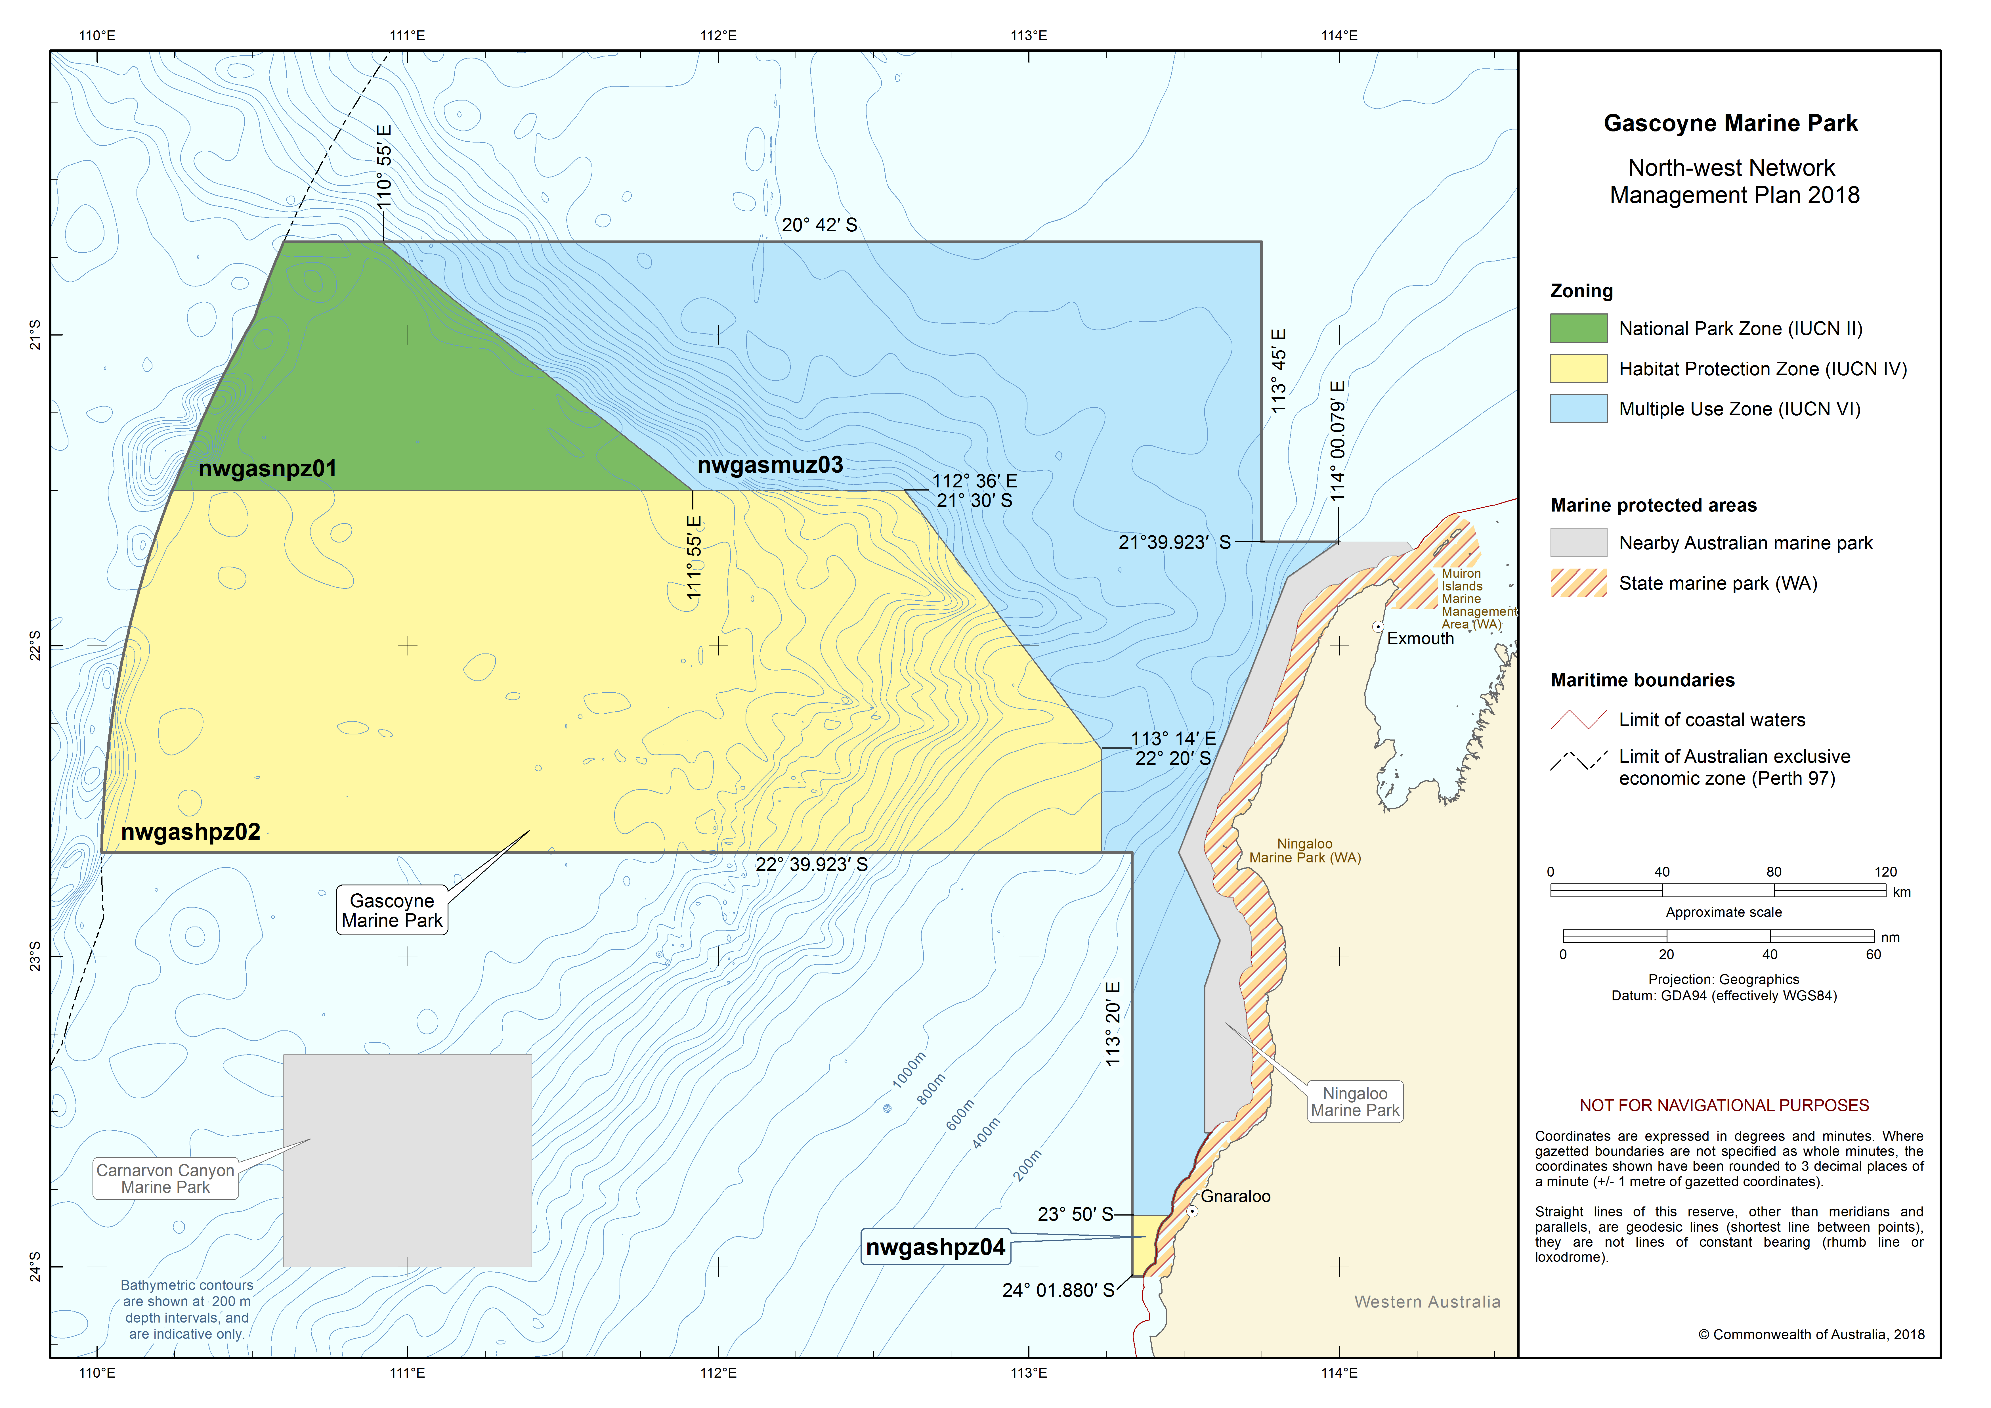 110°E 111°E 112°E 113°E 114°E
110° 55′ E
20° 42′ S
21°S
113° 45′ E
114° 00.079′ E
nwgasnpz01
nwgasmuz03
112° 36′ E
21° 30′ S
111° 55′ E
21°39.923′ S
Muiron
Islands
Marine
Management
Area (WA)
Exmouth
22°S
113° 14′ E
22° 20′ S
nwgashpz02
22° 39.923′ S
Ningaloo
Marine Park (WA)
Gascoyne
Marine Park
23°S
113° 20′ E
1000m
800m
600m
400m
200m
Ningaloo
Marine Park
Carnarvon Canyon
Marine Park
Gnaraloo
23° 50′ S
nwgashpz04
24°S
24° 01.880′ S
Bathymetric contours
are shown at 200 m
depth intervals, and
are indicative only.
Western Australia
110°E 111°E 112°E 113°E 114°E
Gascoyne Marine Park
North-west Network
Management Plan 2018
Zoning
National Park Zone (IUCN II)
Habitat Protection Zone (IUCN IV)
Multiple Use Zone (IUCN VI)
Marine protected areas
Nearby Australian marine park
State marine park (WA)
Maritime boundaries
Limit of coastal waters
Limit of Australian exclusive
economic zone (Perth 97)
0 40 80 120
km
Approximate scale
nm
0 20 40 60
Projection: Geographics
Datum: GDA94 (effectively WGS84)
NOT FOR NAVIGATIONAL PURPOSES
Coordinates are expressed in degrees and minutes. Where
gazetted boundaries are not specified as whole minutes, the
coordinates shown have been rounded to 3 decimal places of
a minute (+/- 1 metre of gazetted coordinates).
Straight lines of this reserve, other than meridians and
parallels, are geodesic lines (shortest line between points),
they are not lines of constant bearing (rhumb line or
loxodrome).
© Commonwealth of Australia, 2018